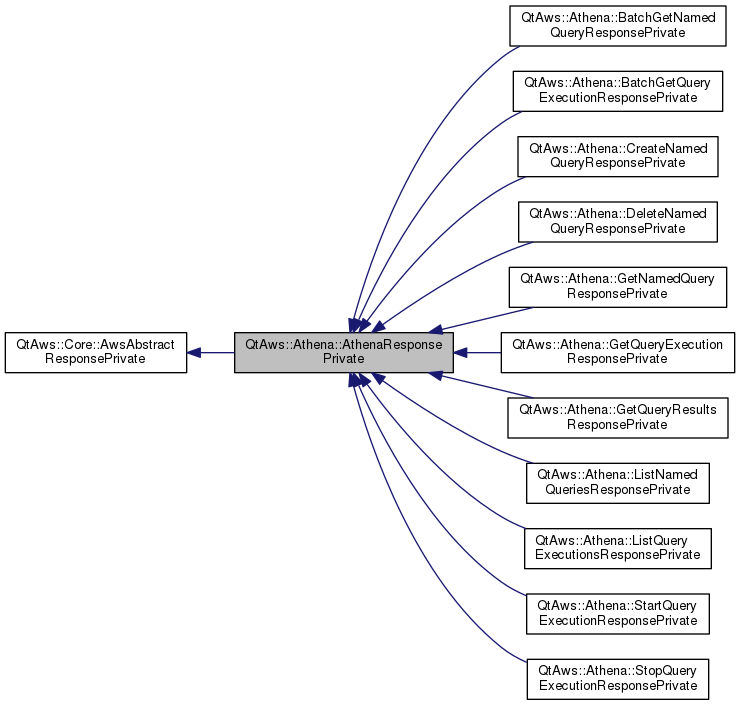 QtAws::Athena::BatchGetNamed
QueryResponsePrivate
QtAws::Athena::BatchGetQuery
ExecutionResponsePrivate
QtAws::Athena::CreateNamed
QueryResponsePrivate
QtAws::Athena::DeleteNamed
QueryResponsePrivate
QtAws::Athena::GetNamedQuery
ResponsePrivate
QtAws::Core::AwsAbstract
ResponsePrivate
QtAws::Athena::AthenaResponse
Private
QtAws::Athena::GetQueryExecution
ResponsePrivate
QtAws::Athena::GetQueryResults
ResponsePrivate
QtAws::Athena::ListNamed
QueriesResponsePrivate
QtAws::Athena::ListQuery
ExecutionsResponsePrivate
QtAws::Athena::StartQuery
ExecutionResponsePrivate
QtAws::Athena::StopQuery
ExecutionResponsePrivate